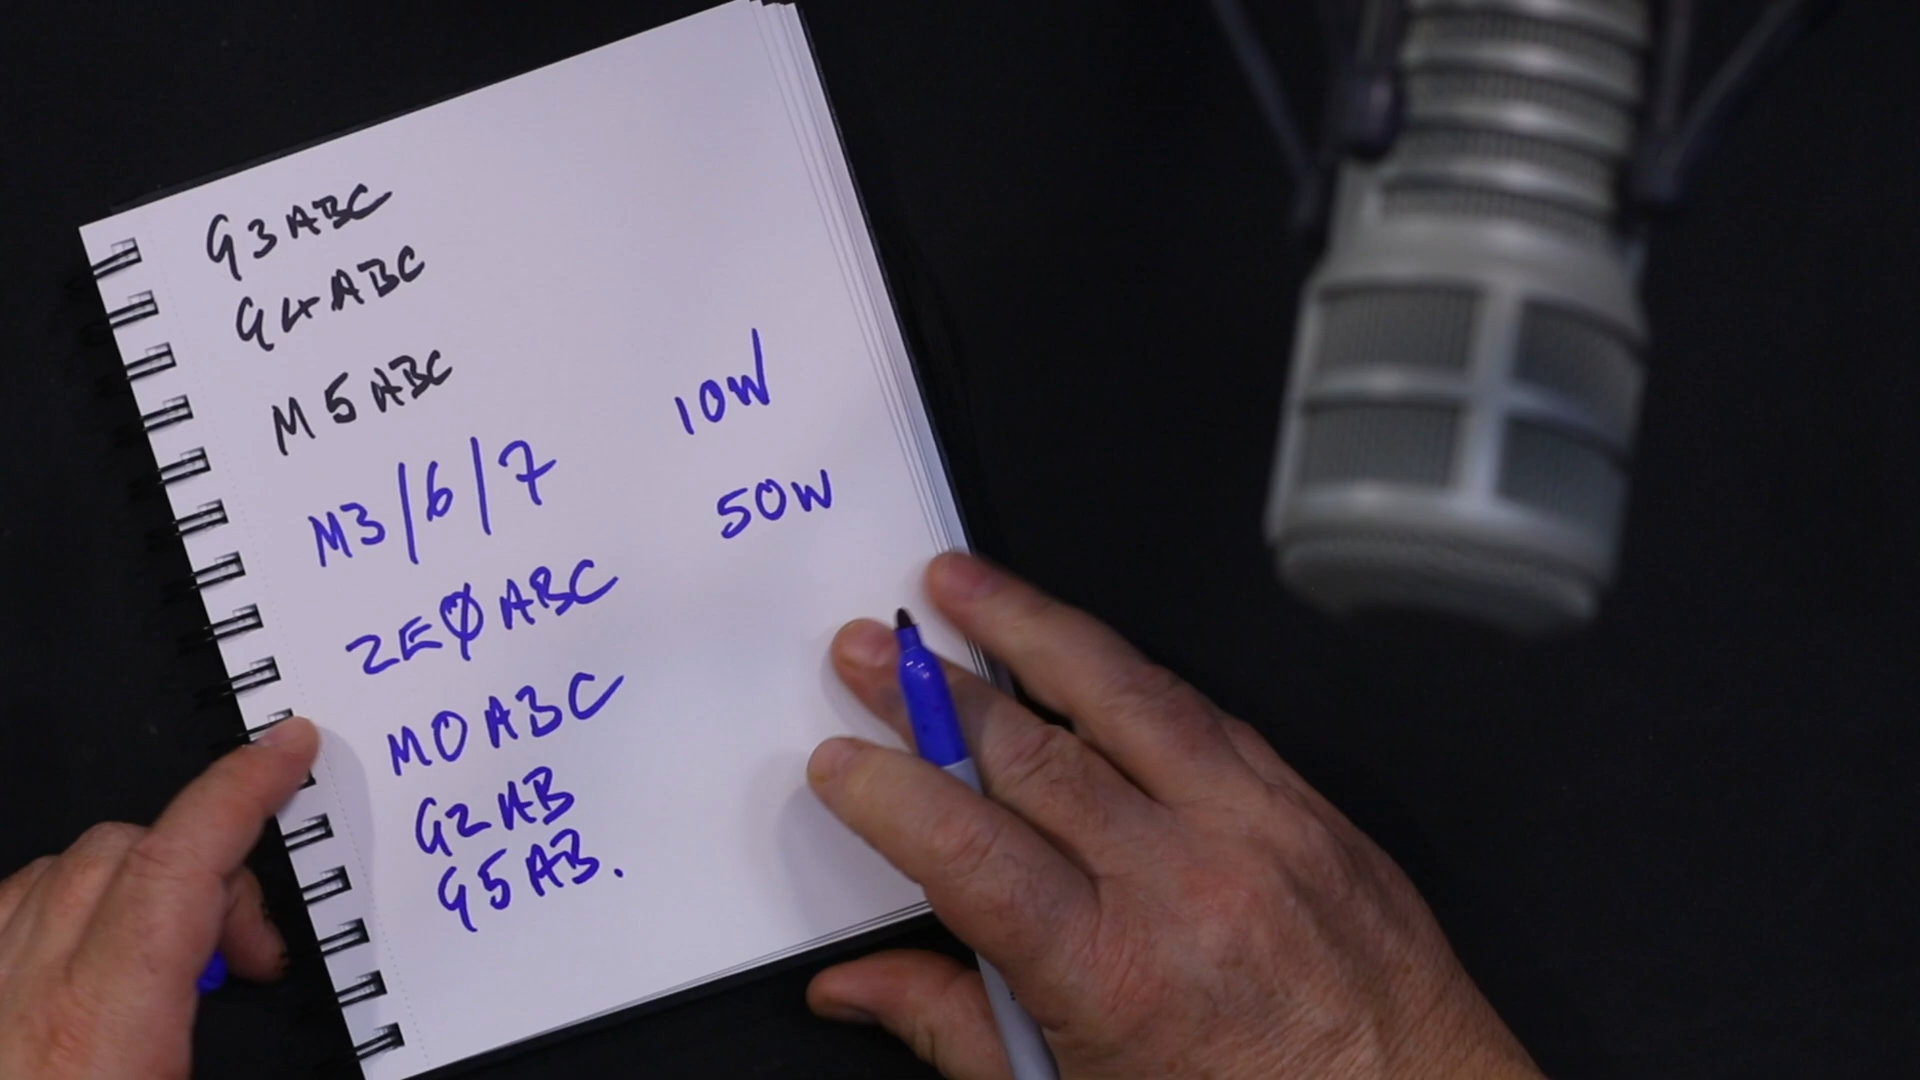 G3ABC
G4ABC
M5ABC
M3/6/7 10W
50W
2EØABC
M0ABC
G2AB
G5AB.